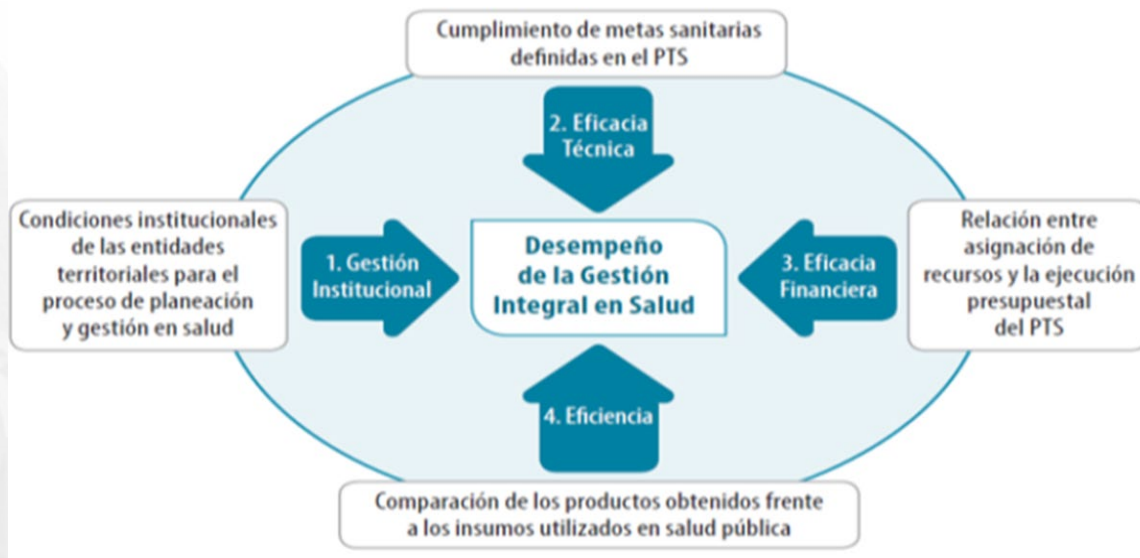 Cumplimiento de metas sanitarias
definidas en el PTS
2. Eficacia
Técnica
Condiciones institucionales
de las entidades
territoriales para el
proceso de planeación
y gestión en salud
1. Gestión
Institucional
Desempeño
de la Gestión
Integral en Salud
3. Eficacia
Financiera
Relación entre
asignación de
recursos y la ejecución
presupuestal
del PTS
4. Eficiencia
Comparación de los productos obtenidos frente
a los insumos utilizados en salud pública